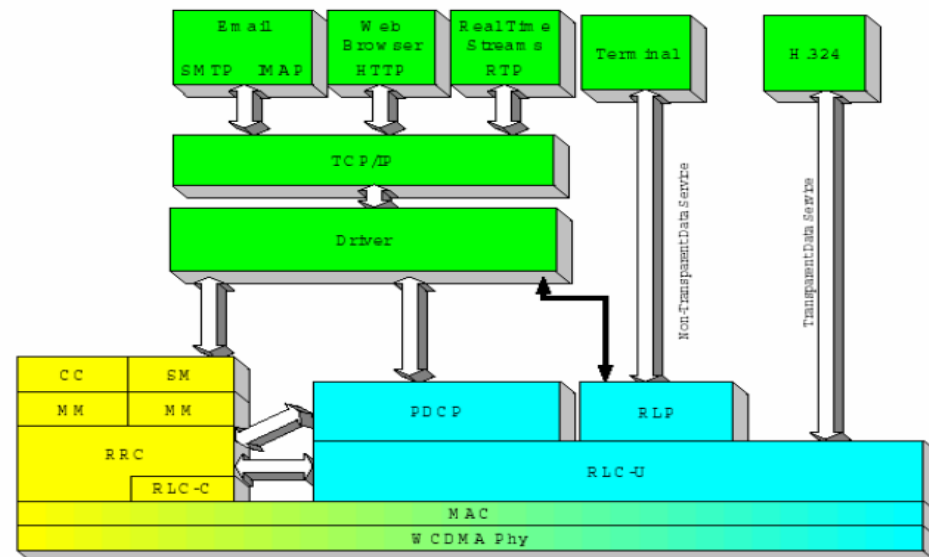 Email
SMTP IMAP
Web
Browser
HTTP
RealTime
Streams
RTP
Terminal
H.324
TCP/IP
Driver
Non-Transparent Data Service
Transparent Data Service
CC SM
MM MM
RRC
RLC-C
PDCP
RLP
RLC-U
MAC
WCDMA Phy